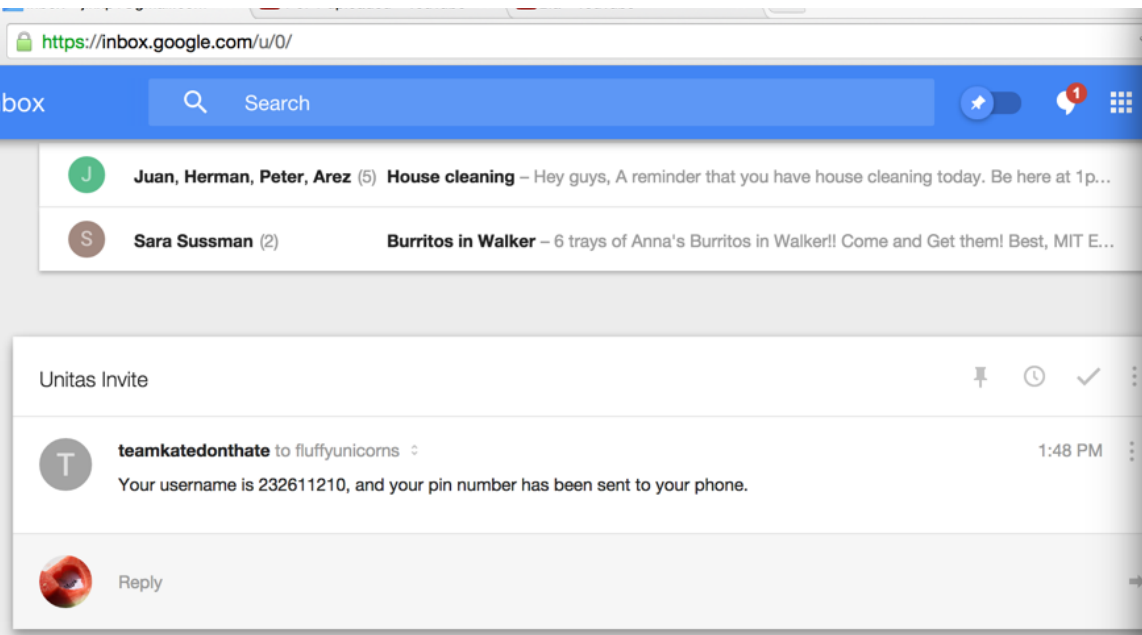 https://inbox.google.com/u/0/
box Search 1
J Juan, Herman, Peter, Arez (5) House cleaning – Hey guys, A reminder that you have house cleaning today. Be here at 1p...
S Sara Sussman (2) Burritos in Walker – 6 trays of Anna's Burritos in Walker!! Come and Get them! Best, MIT E...
Unitas Invite
T teamkatedonthate to fluffyunicorns 1:48 PM
Your username is 232611210, and your pin number has been sent to your phone.
Reply